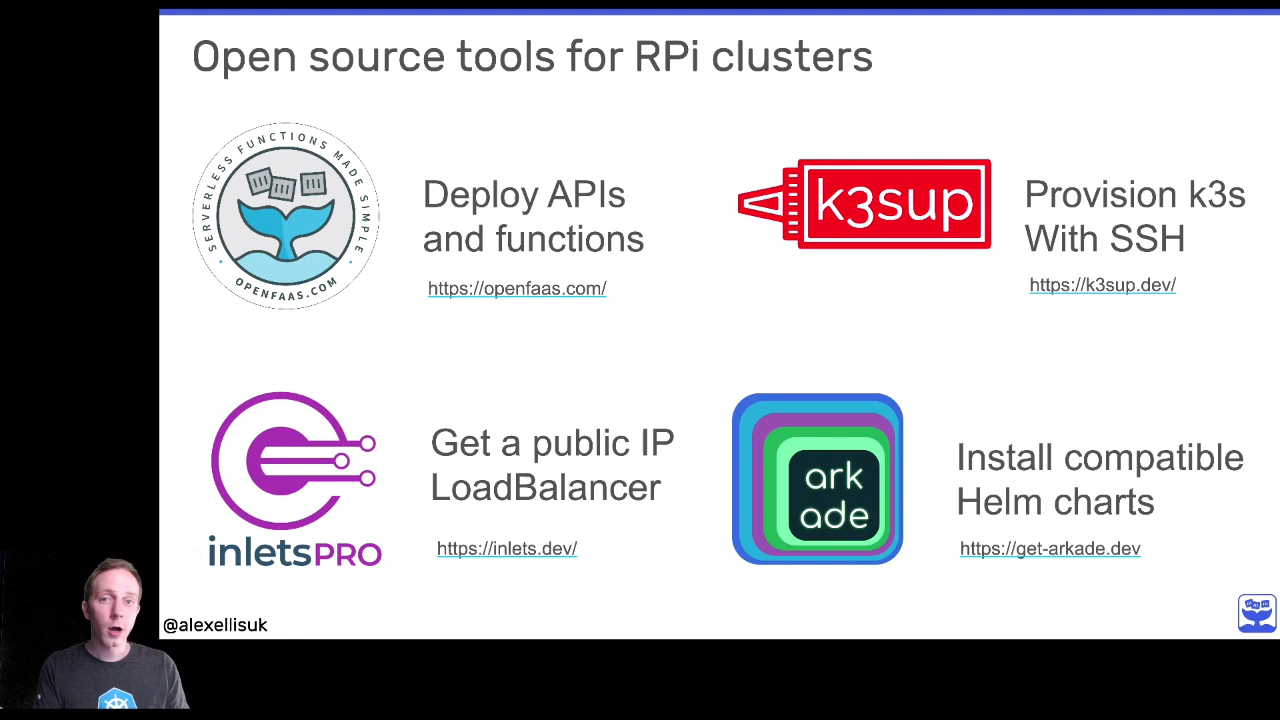 Open source tools for RPi clusters
SERVERLESS FUNCTIONS MADE SIMPLE
OPENFAAS.COM
Deploy APIs
and functions
https://openfaas.com/
k3sup
Provision k3s
With SSH
https://k3sup.dev/
inletsPRO
Get a public IP
LoadBalancer
https://inlets.dev/
ark
ade
Install compatible
Helm charts
https://get-arkade.dev
@alexellisuk